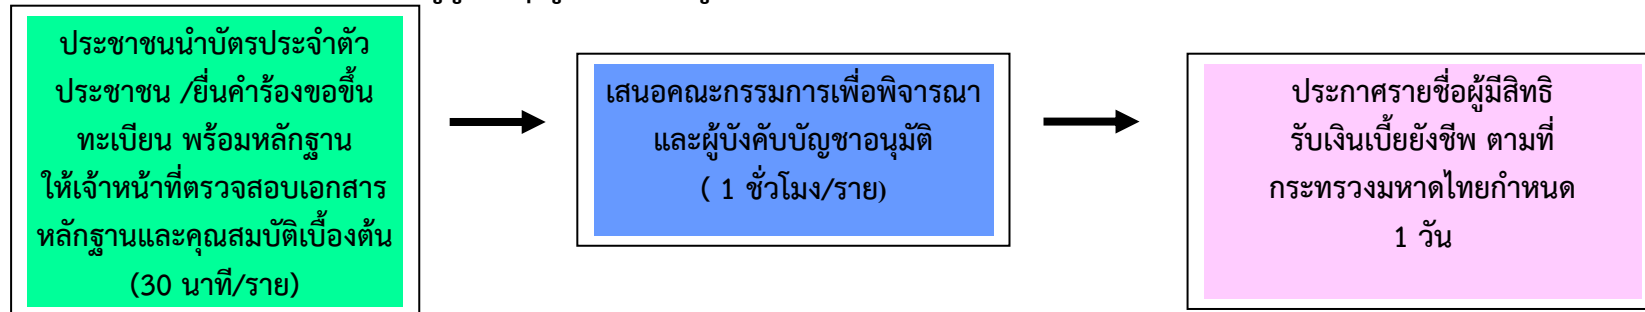 ประชาชนนำบัตรประจำตัว
ประชาชน /ยื่นคำร้องขอขึ้น
ทะเบียน พร้อมหลักฐาน
ให้เจ้าหน้าที่ตรวจสอบเอกสาร
หลักฐานและคุณสมบัติเบื้องต้น
(30 นาที/ราย)
เสนอคณะกรรมการเพื่อพิจารณา
และผู้บังคับบัญชาอนุมัติ
( 1 ชั่วโมง/ราย)
ประกาศรายชื่อผู้มีสิทธิ
รับเงินเบี้ยยังชีพ ตามที่
กระทรวงมหาดไทยกำหนด
1 วัน